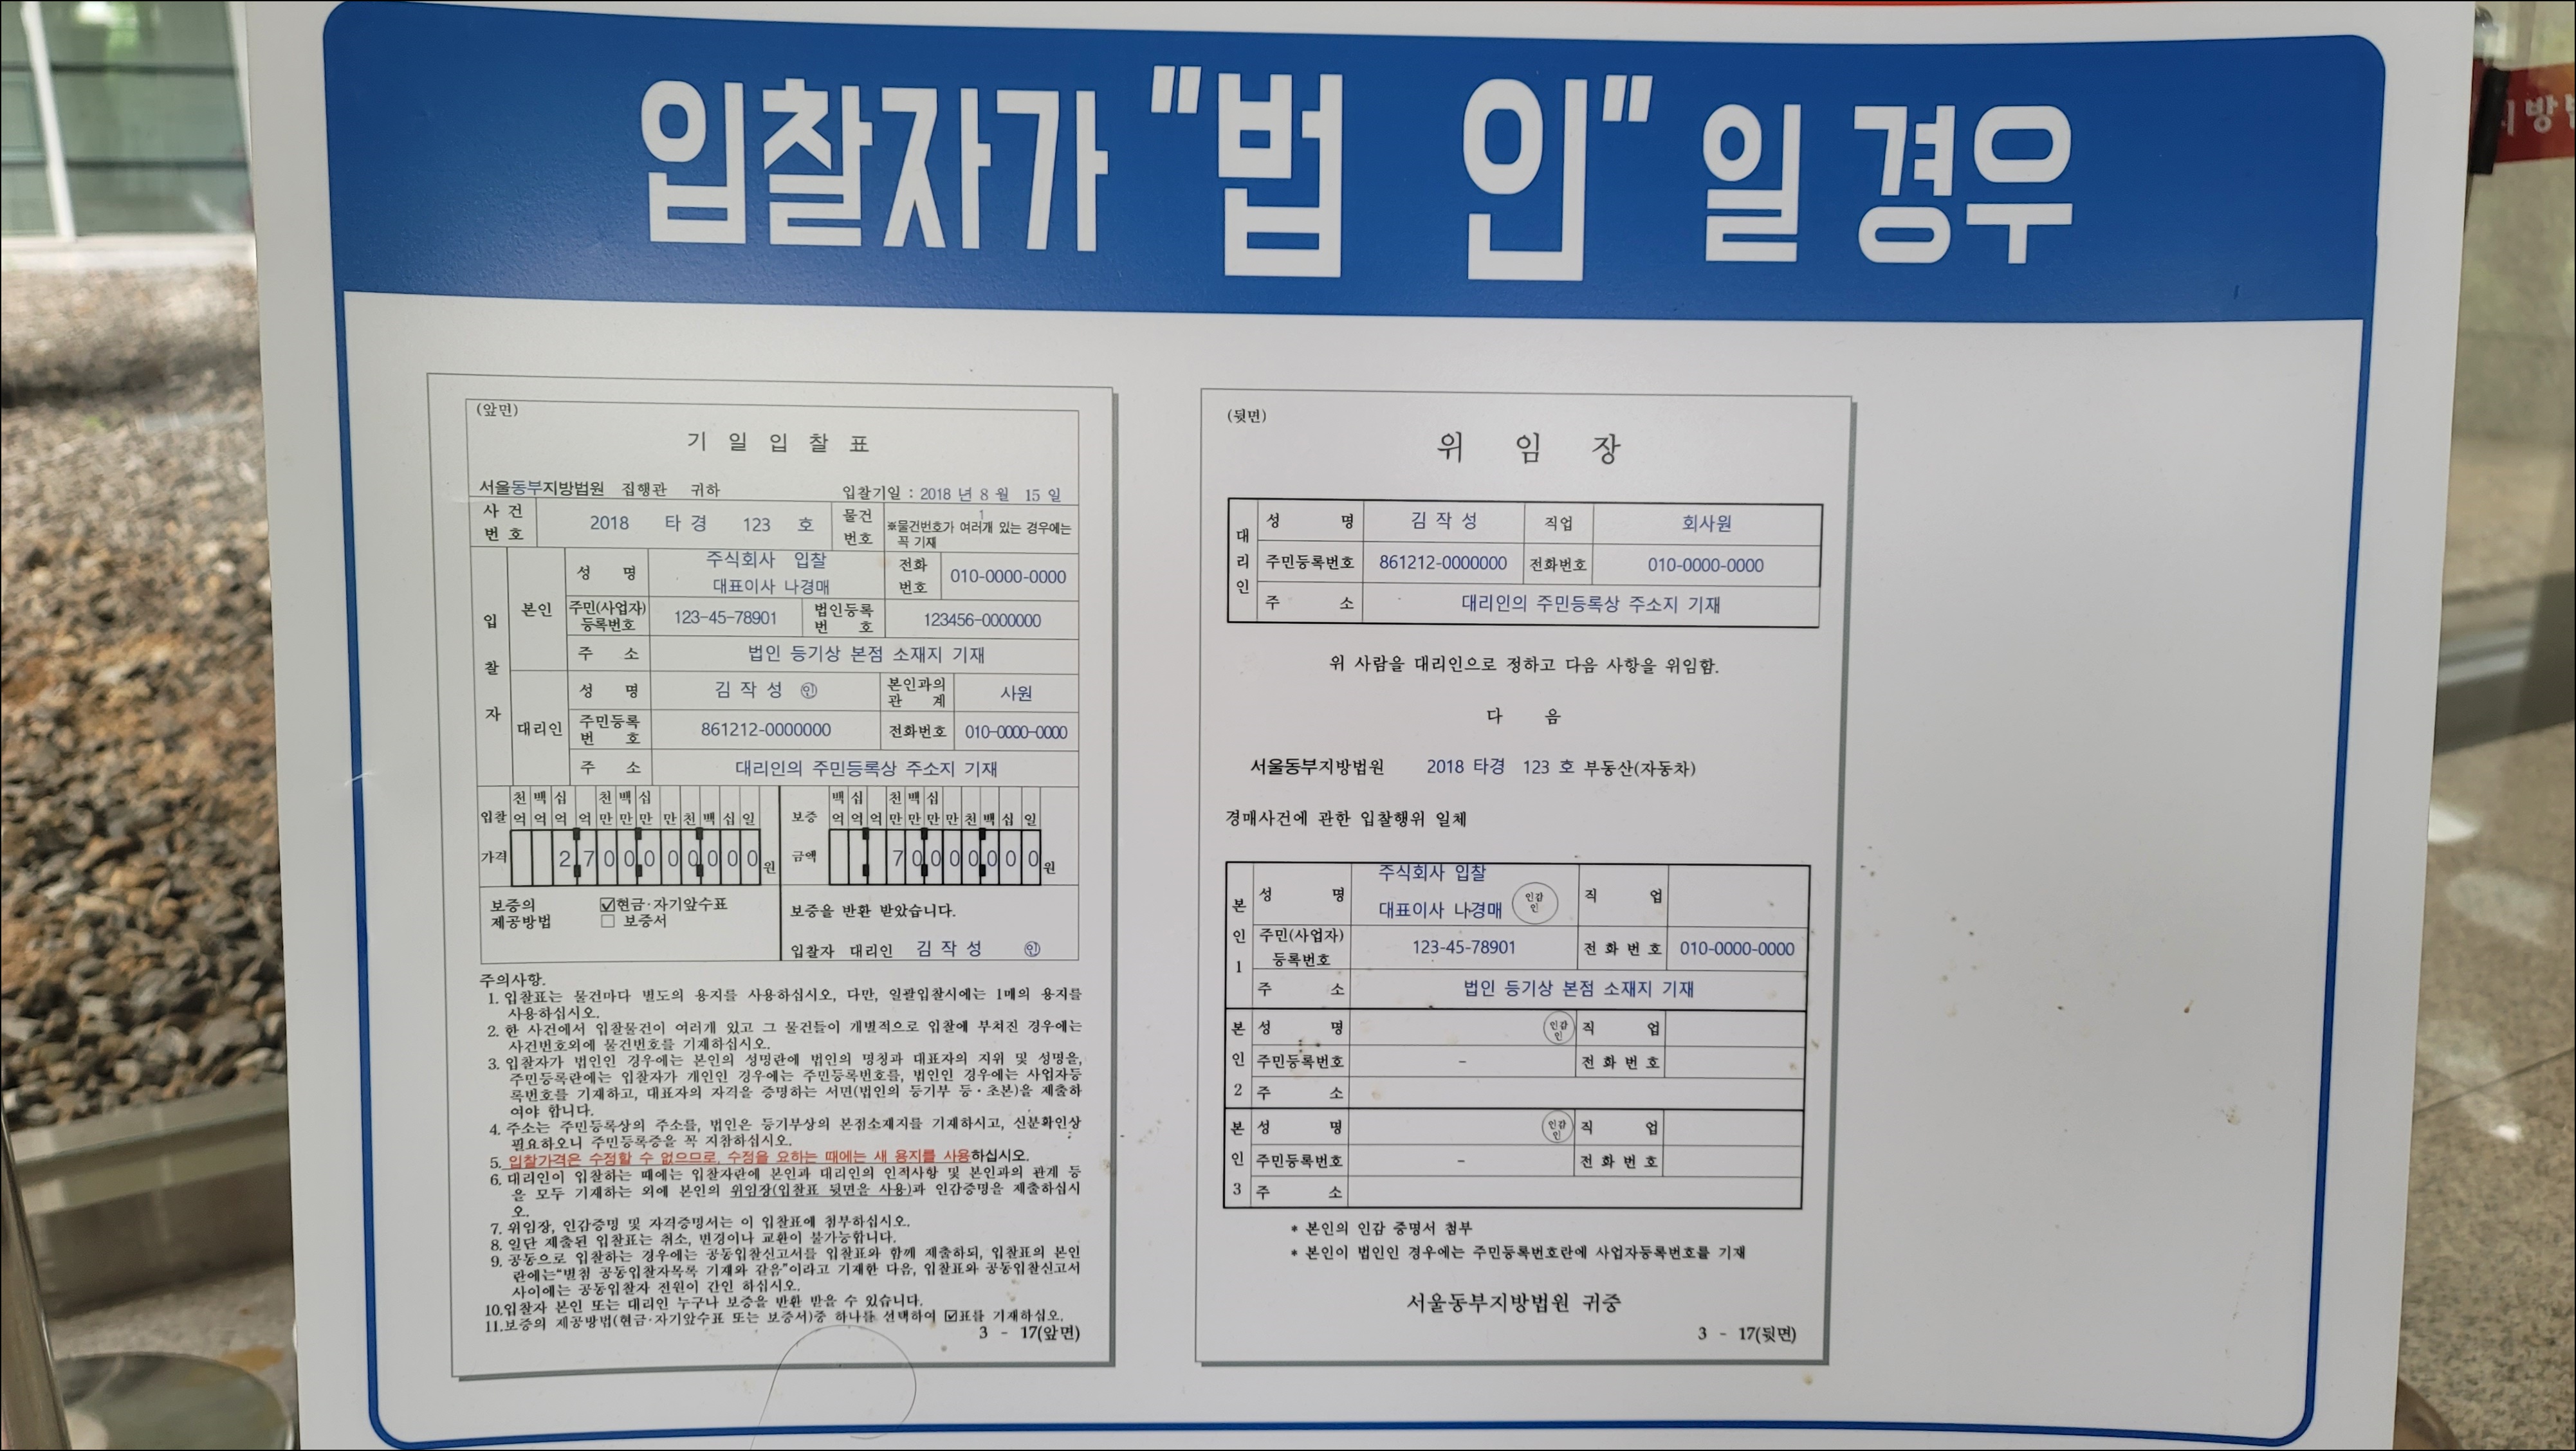 입찰자가 "법 인" 일 경우
(앞면)
기 일 입 찰 표
서울동부지방법원 집행관 귀하 입찰기일 : 2018 년 8 월 15 일
사 건 번 호 2018 타 경 123 호 물건 번호 1
※물건번호가 여러개 있는 경우에는 꼭 기재
입 찰 자
본인
성 명 주식회사 입찰
대표이사 나경매
전화 번호 010-0000-0000
주민(사업자) 등록번호 123-45-78901 법인등록 번 호 123456-0000000
주 소 법인 등기상 본점 소재지 기재
대리인
성 명 김 작 성 ㊞ 본인과의 관 계 사원
주민등록 번 호 861212-0000000 전화번호 010-0000-0000
주 소 대리인의 주민등록상 주소지 기재
입찰 가격
천 백 십 천 백 십
억 억 억 억 만 만 만 만 천 백 십 일
2 7 0 0 0 0 0 0 0 0 원
보증 금액
백 십 천 백 십
억 억 억 만 만 만 만 천 백 십 일
7 0 0 0 0 0 0 0 원
보증의 제공방법
☑현금·자기앞수표
□ 보증서
보증을 반환 받았습니다.
입찰자 대리인 김 작 성 ㊞
주의사항.
1. 입찰표는 물건마다 별도의 용지를 사용하십시오, 다만, 일괄입찰시에는 1매의 용지를
사용하십시오.
2. 한 사건에서 입찰물건이 여러개 있고 그 물건들이 개별적으로 입찰에 부쳐진 경우에는
사건번호외에 물건번호를 기재하십시오.
3. 입찰자가 법인인 경우에는 본인의 성명란에 법인의 명칭과 대표자의 지위 및 성명을,
주민등록란에는 입찰자가 개인인 경우에는 주민등록번호를, 법인인 경우에는 사업자등
록번호를 기재하고, 대표자의 자격을 증명하는 서면(법인의 등기부 등·초본)을 제출하
여야 합니다.
4. 주소는 주민등록상의 주소를, 법인은 등기부상의 본점소재지를 기재하시고, 신분확인상
필요하오니 주민등록증을 꼭 지참하십시오.
5. 입찰가격은 수정할 수 없으므로, 수정을 요하는 때에는 새 용지를 사용하십시오.
6. 대리인이 입찰하는 때에는 입찰자란에 본인과 대리인의 인적사항 및 본인과의 관계 등
을 모두 기재하는 외에 본인의 위임장(입찰표 뒷면을 사용)과 인감증명을 제출하십시
오.
7. 위임장, 인감증명 및 자격증명서는 이 입찰표에 첨부하십시오.
8. 일단 제출된 입찰표는 취소, 변경이나 교환이 불가능합니다.
9. 공동으로 입찰하는 경우에는 공동입찰신고서를 입찰표와 함께 제출하되, 입찰표의 본인
란에는"별첨 공동입찰자목록 기재와 같음"이라고 기재한 다음, 입찰표와 공동입찰신고서
사이에는 공동입찰자 전원이 간인 하십시오.
10.입찰자 본인 또는 대리인 누구나 보증을 반환 받을 수 있습니다.
11.보증의 제공방법(현금·자기앞수표 또는 보증서)중 하나를 선택하여 ☑표를 기재하십오.
3 - 17(앞면)
(뒷면)
위 임 장
대 리 인
성 명 김 작 성 직업 회사원
주민등록번호 861212-0000000 전화번호 010-0000-0000
주 소 대리인의 주민등록상 주소지 기재
위 사람을 대리인으로 정하고 다음 사항을 위임함.
다 음
서울동부지방법원 2018 타경 123 호 부동산(자동차)
경매사건에 관한 입찰행위 일체
본 인 1
성 명 주식회사 입찰
대표이사 나경매 인감 인 직 업
주민(사업자) 등록번호 123-45-78901 전 화 번 호 010-0000-0000
주 소 법인 등기상 본점 소재지 기재
본 인 2
성 명 인감 인 직 업
주민등록번호 - 전 화 번 호
주 소
본 인 3
성 명 인감 인 직 업
주민등록번호 - 전 화 번 호
주 소
* 본인의 인감 증명서 첨부
* 본인이 법인인 경우에는 주민등록번호란에 사업자등록번호를 기재
서울동부지방법원 귀중
3 - 17(뒷면)